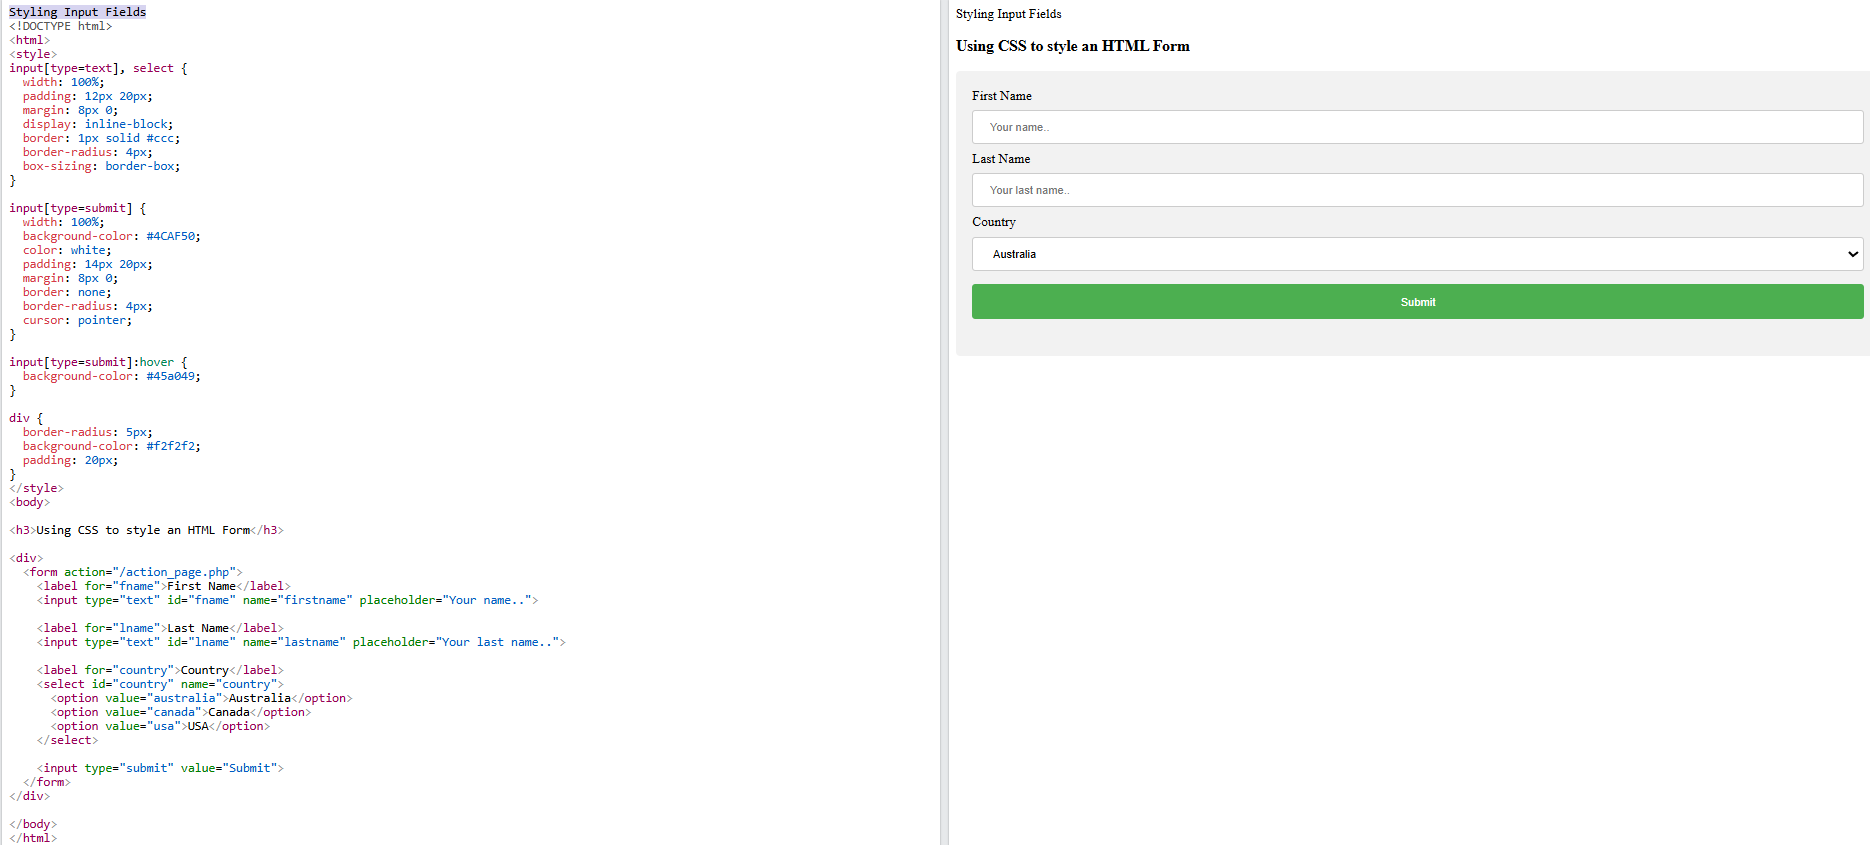 Styling Input Fields
<!DOCTYPE html>
<html>
<style>
input[type=text], select {
  width: 100%;
  padding: 12px 20px;
  margin: 8px 0;
  display: inline-block;
  border: 1px solid #ccc;
  border-radius: 4px;
  box-sizing: border-box;
}

input[type=submit] {
  width: 100%;
  background-color: #4CAF50;
  color: white;
  padding: 14px 20px;
  margin: 8px 0;
  border: none;
  border-radius: 4px;
  cursor: pointer;
}

input[type=submit]:hover {
  background-color: #45a049;
}

div {
  border-radius: 5px;
  background-color: #f2f2f2;
  padding: 20px;
}
</style>
<body>

<h3>Using CSS to style an HTML Form</h3>

<div>
  <form action="/action_page.php">
    <label for="fname">First Name</label>
    <input type="text" id="fname" name="firstname" placeholder="Your name..">

    <label for="lname">Last Name</label>
    <input type="text" id="lname" name="lastname" placeholder="Your last name..">

    <label for="country">Country</label>
    <select id="country" name="country">
      <option value="australia">Australia</option>
      <option value="canada">Canada</option>
      <option value="usa">USA</option>
    </select>

    <input type="submit" value="Submit">
  </form>
</div>

</body>
</html>
Styling Input Fields
Using CSS to style an HTML Form
First Name
Your name..
Last Name
Your last name..
Country
Australia
Submit